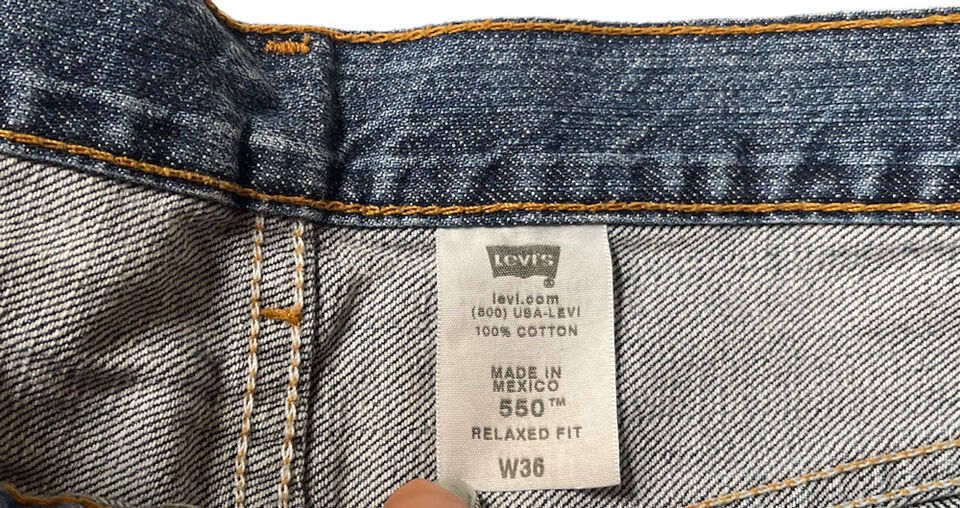 Levi's
®
levi.com
(800) USA-LEVI
100% COTTON
MADE IN
MEXICO
550™
RELAXED FIT
W36